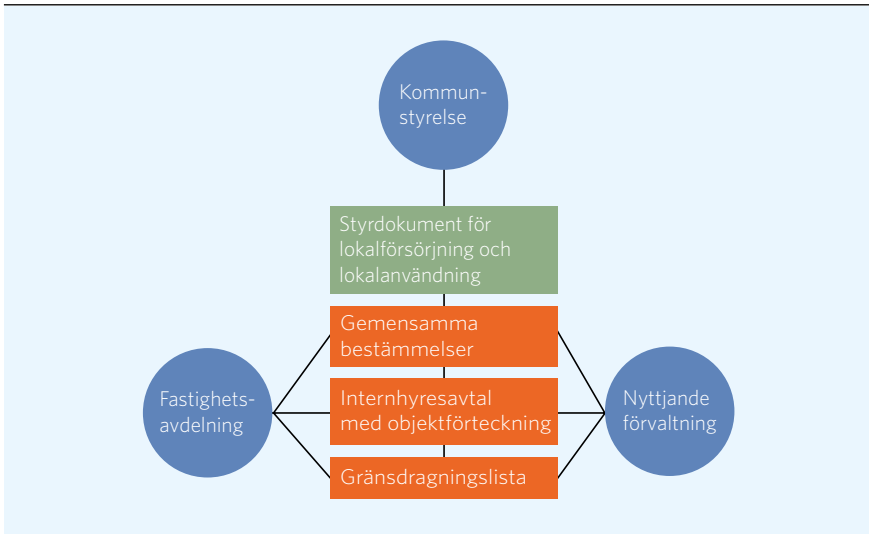 Kommun-
styrelse
Styrdokument för
lokalförsörjning och
lokalanvändning
Gemensamma
bestämmelser
Fastighets-
avdelning
Internhyresavtal
med objektförteckning
Nyttjande
förvaltning
Gränsdragningslista